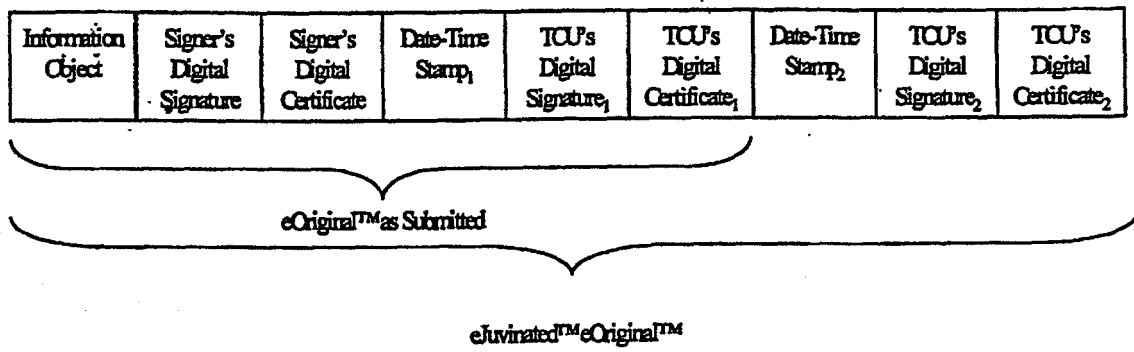 Information Object
Signer's Digital Signature
Signer's Digital Certificate
Date-Time Stamp₁
TCU's Digital Signature₁
TCU's Digital Certificate₁
Date-Time Stamp₂
TCU's Digital Signature₂
TCU's Digital Certificate₂
eOriginal™ as Submitted
eJuvinated™ eOriginal™